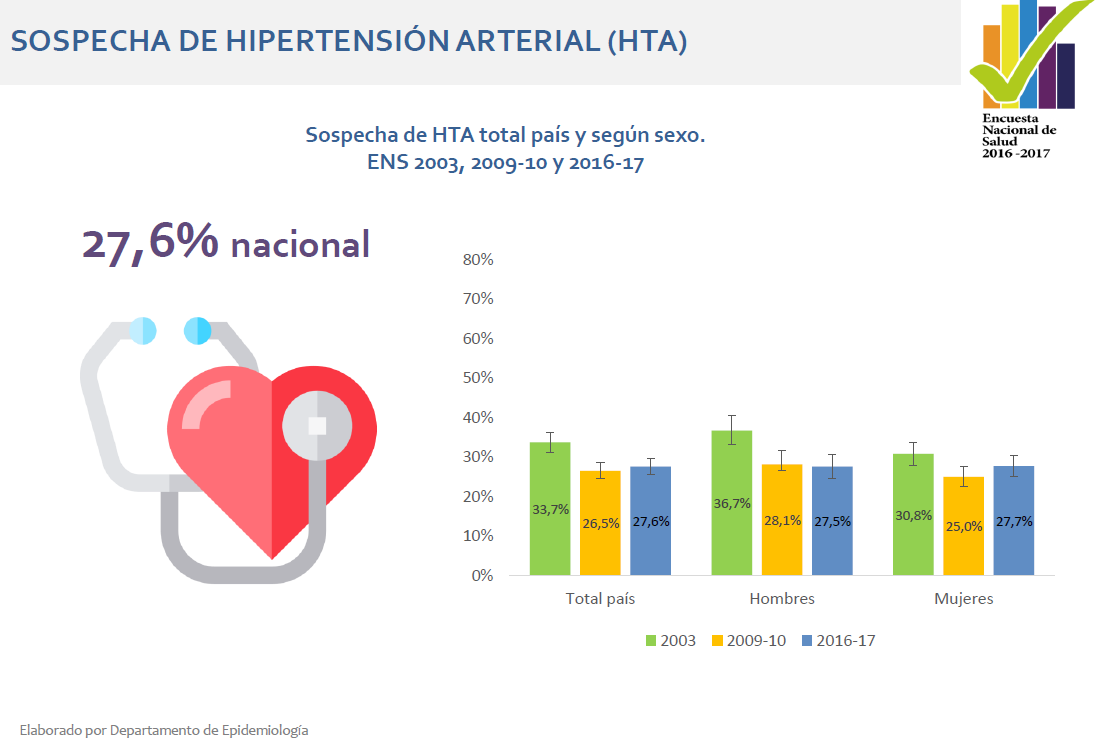 SOSPECHA DE HIPERTENSIÓN ARTERIAL (HTA)
Encuesta
Nacional de
Salud
2016 -2017
Sospecha de HTA total país y según sexo.
ENS 2003, 2009-10 y 2016-17
27,6% nacional
80%
70%
60%
50%
40%
30%
20%
10%
0%
33,7%
26,5%
27,6%
36,7%
28,1%
27,5%
30,8%
25,0%
27,7%
Total país
Hombres
Mujeres
2003
2009-10
2016-17
Elaborado por Departamento de Epidemiología